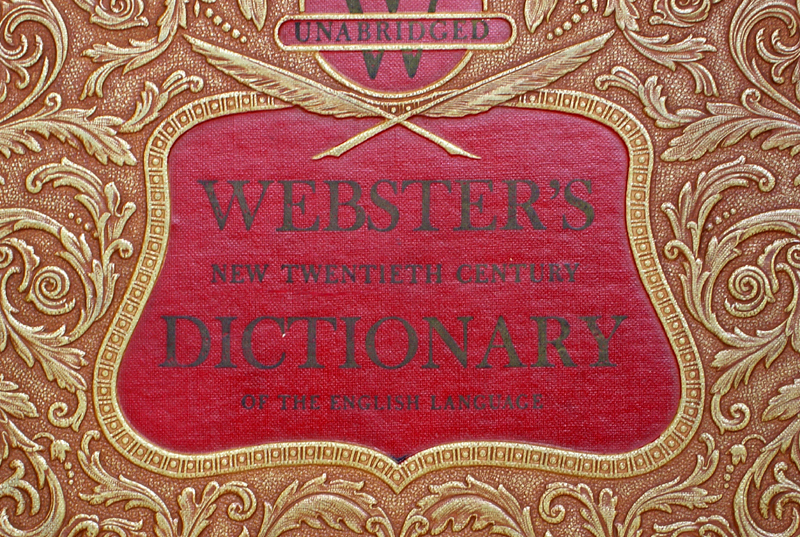 W
UNABRIDGED
WEBSTER'S
NEW TWENTIETH CENTURY
DICTIONARY
OF THE ENGLISH LANGUAGE